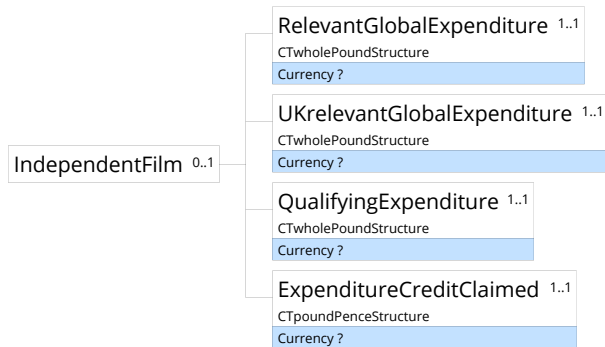 RelevantGlobalExpenditure 1..1
CTwholePoundStructure
Currency ?
UKrelevantGlobalExpenditure 1..1
CTwholePoundStructure
Currency ?
IndependentFilm 0..1
QualifyingExpenditure 1..1
CTwholePoundStructure
Currency ?
ExpenditureCreditClaimed 1..1
CTpoundPenceStructure
Currency ?